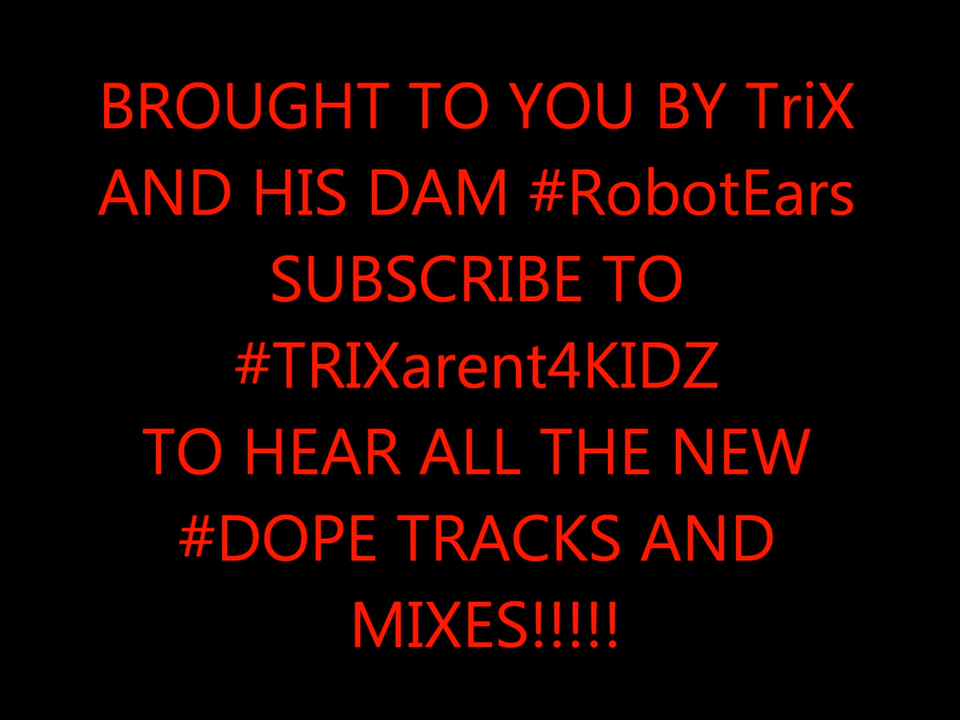 BROUGHT TO YOU BY TriX
AND HIS DAM #RobotEars
SUBSCRIBE TO
#TRIXarent4KIDZ
TO HEAR ALL THE NEW
#DOPE TRACKS AND
MIXES!!!!!